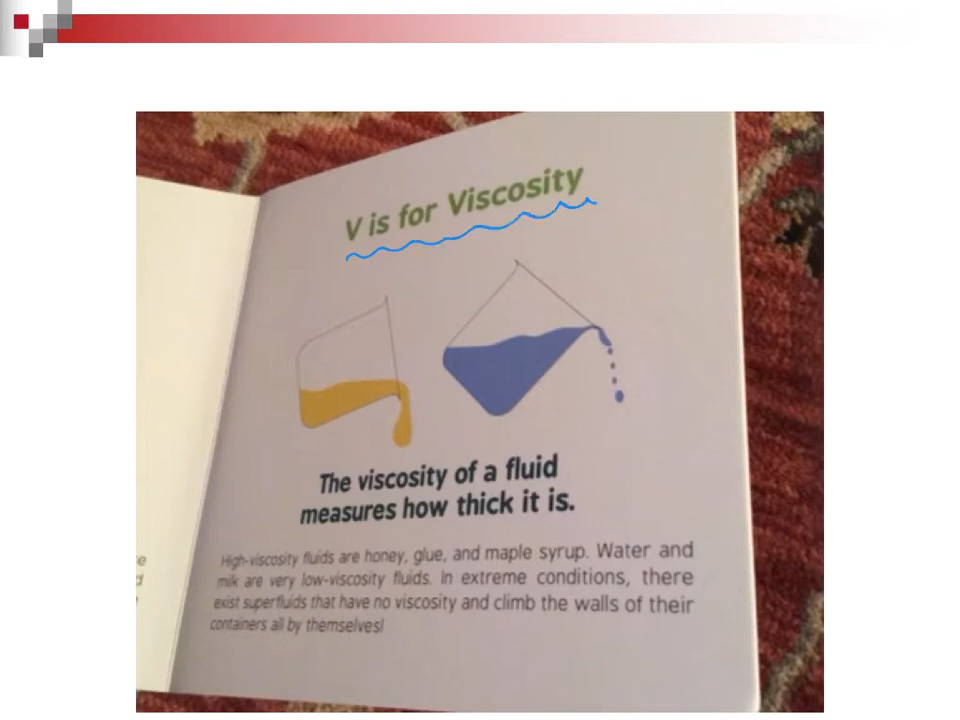 V is for Viscosity
The viscosity of a fluid
measures how thick it is.
High-viscosity fluids are honey, glue, and maple syrup. Water and
milk are very low-viscosity fluids. In extreme conditions, there
exist superfluids that have no viscosity and climb the walls of their
containers all by themselves!